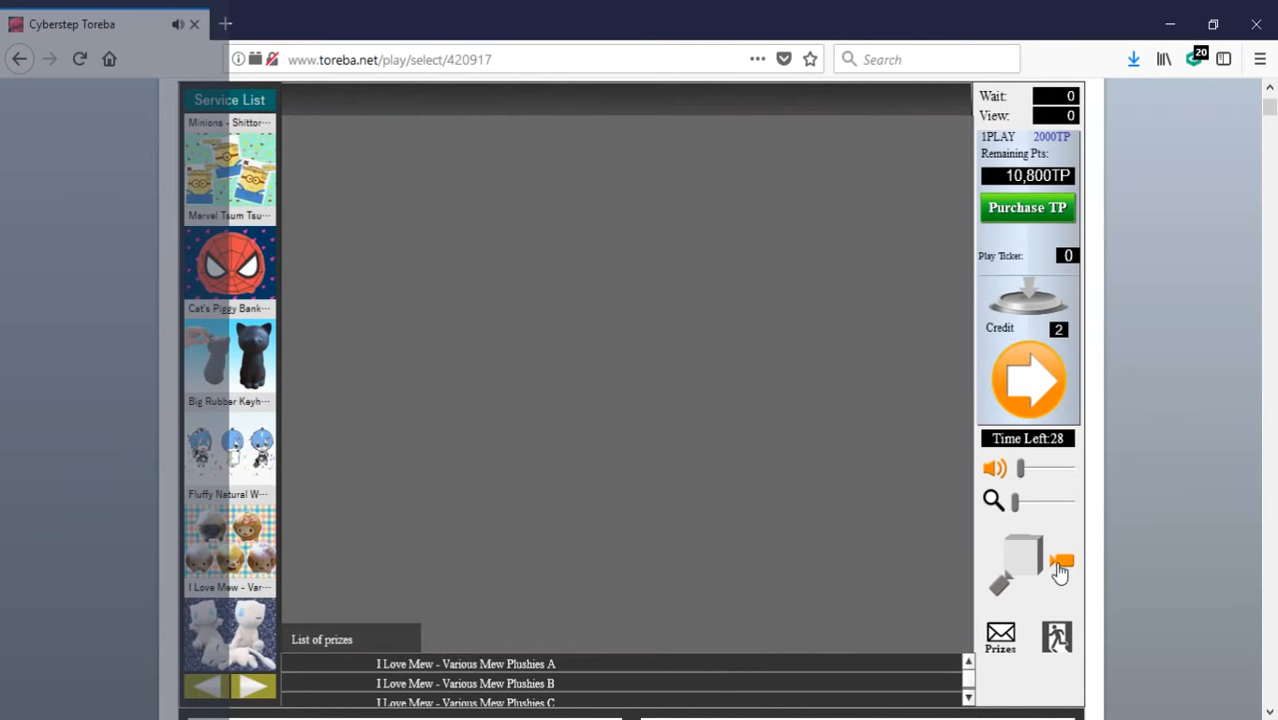 Cyberstep Toreba
www.toreba.net/play/select/420917
Search
20
Service List
Minions - Shittor...
Marvel Tsum Tsu...
Cat's Piggy Bank...
Big Rubber Keyh...
Fluffy Natural W...
I Love Mew - Var...
List of prizes
I Love Mew - Various Mew Plushies A
I Love Mew - Various Mew Plushies B
I Love Mew - Various Mew Plushies C
Wait: 0
View: 0
1PLAY 2000TP
Remaining Pts:
10,800TP
Purchase TP
Play Ticket: 0
Credit 2
Time Left:28
Prizes